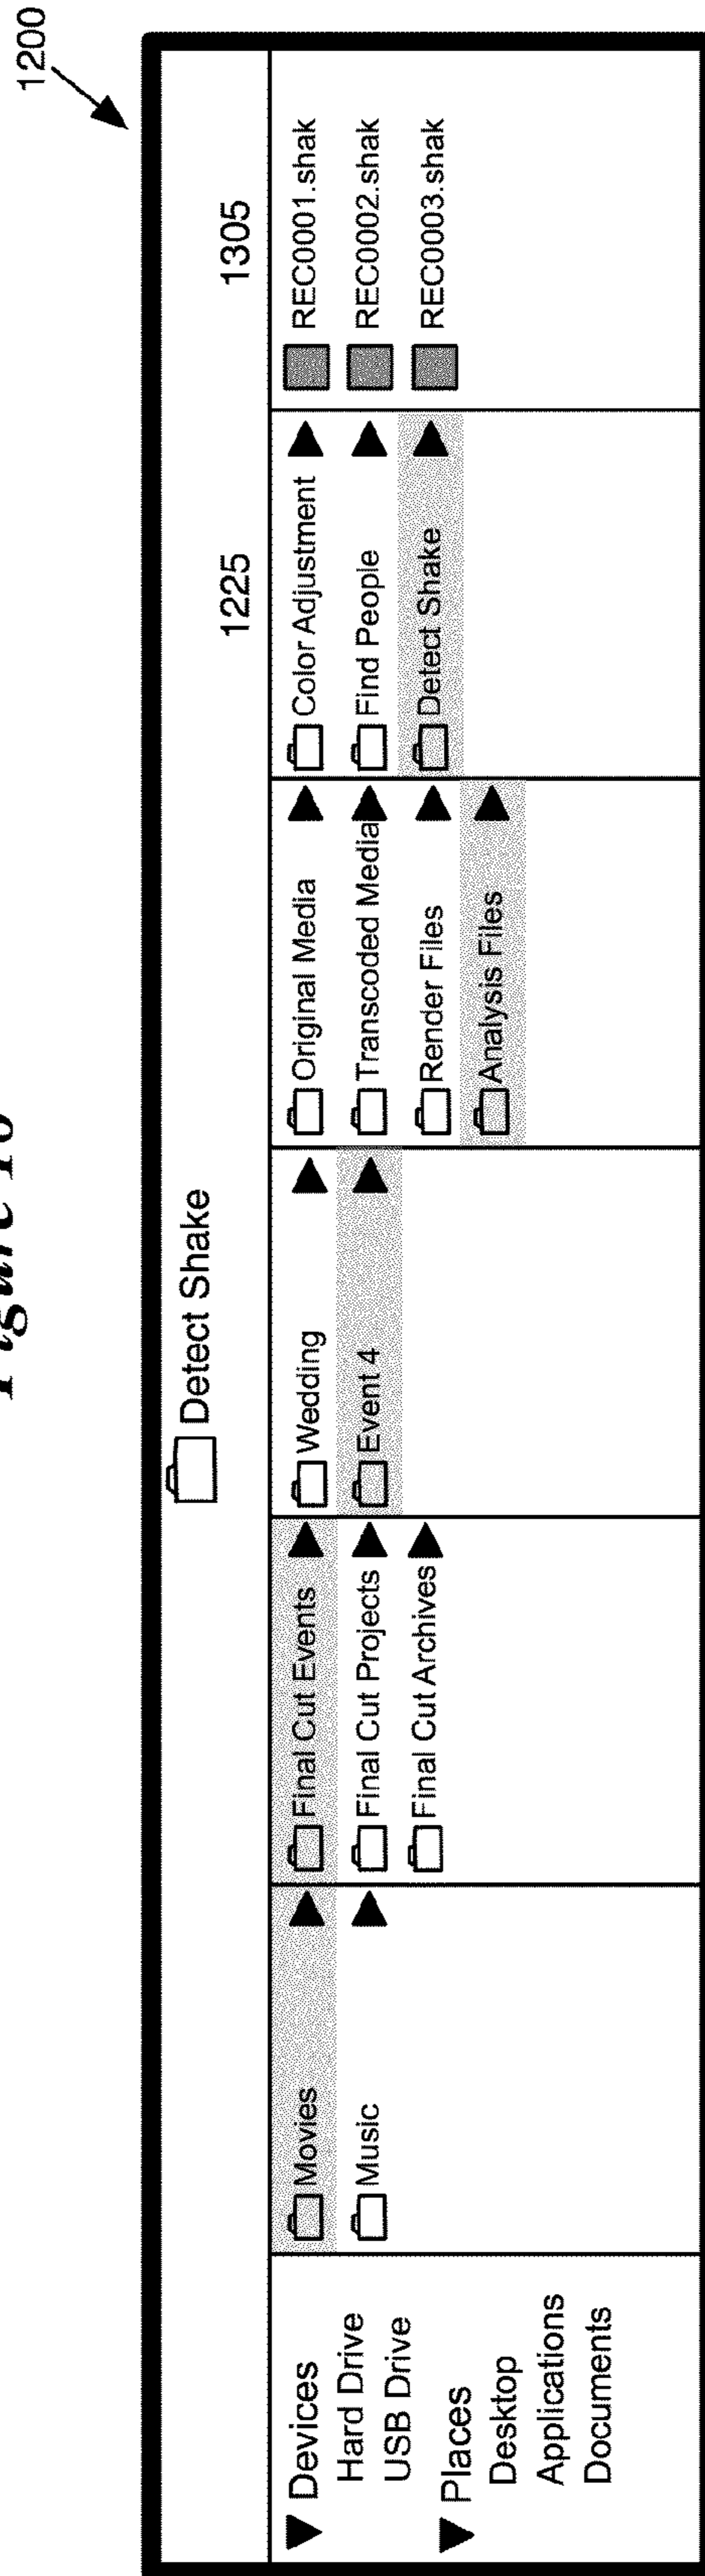 Figure
1200
Detect Shake
1225
1305
Devices
Hard Drive
USB Drive
Places
Desktop
Applications
Documents
Movies
Music
Final Cut Events
Final Cut Projects
Final Cut Archives
Wedding
Event 4
Original Media
Transcoded Media
Render Files
Analysis Files
Color Adjustment
Find People
Detect Shake
REC0001.shak
REC0002.shak
REC0003.shak